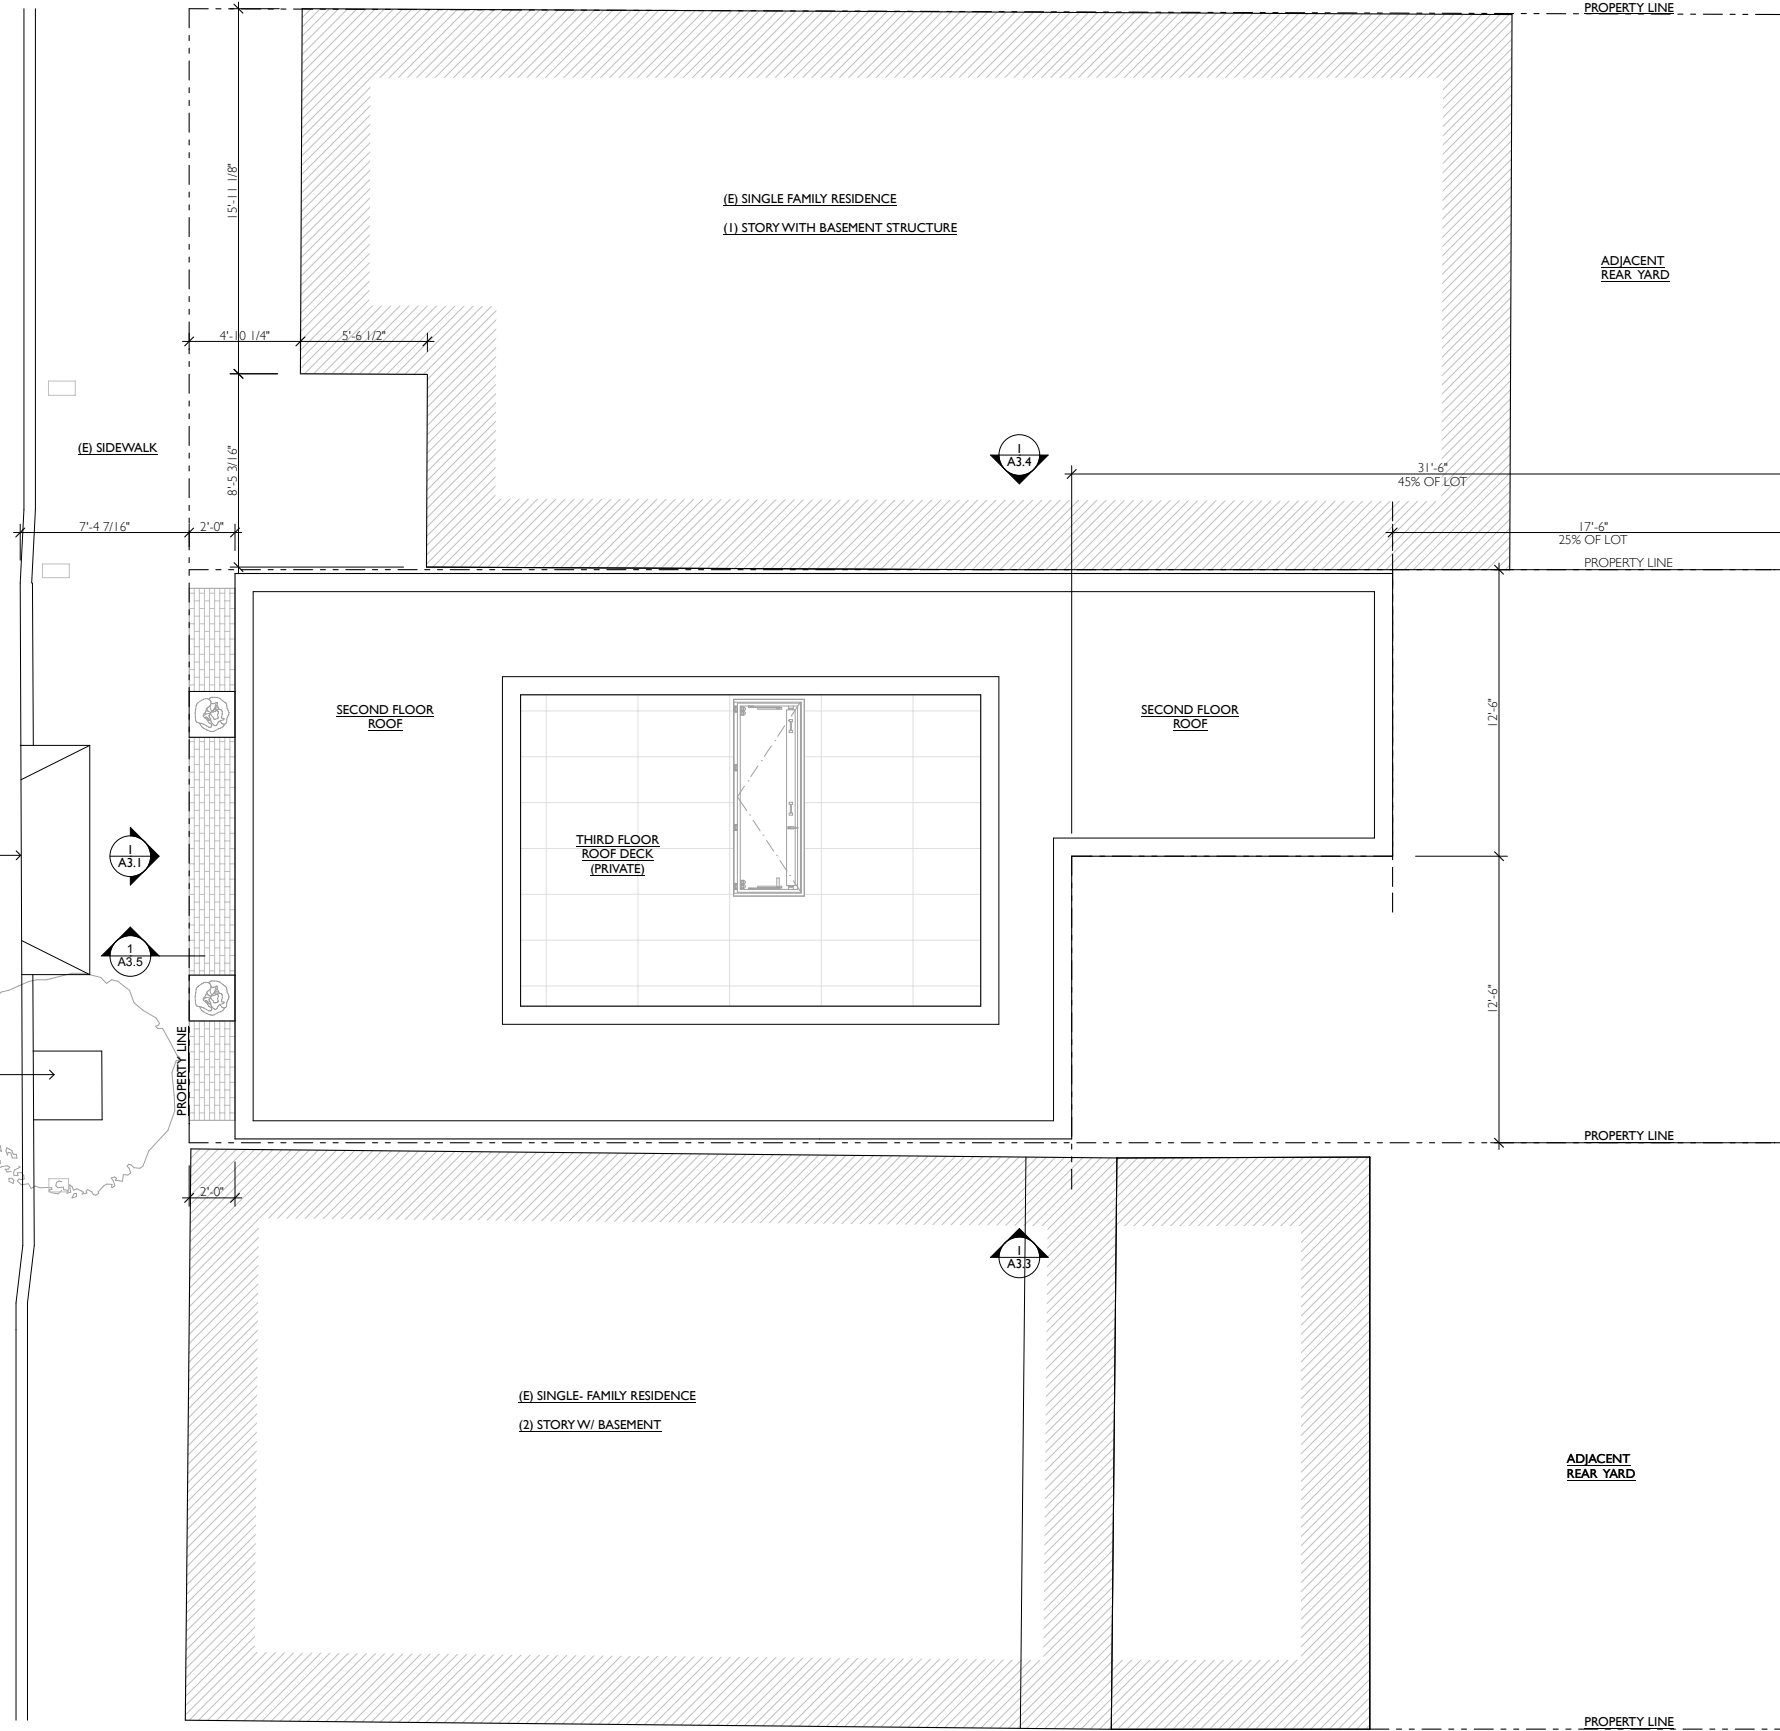 PROPERTY LINE
15'-11 1/8"
(E) SINGLE FAMILY RESIDENCE
(1) STORY WITH BASEMENT STRUCTURE
ADJACENT
REAR YARD
4'-10 1/4"
5'-6 1/2"
(E) SIDEWALK
8'-5 3/16"
1
A3.4
31'-6"
45% OF LOT
7'-4 7/16"
2'-0"
17'-6"
25% OF LOT
PROPERTY LINE
SECOND FLOOR
ROOF
SECOND FLOOR
ROOF
12'-6"
THIRD FLOOR
ROOF DECK
(PRIVATE)
1
A3.1
1
A3.5
12'-6"
PROPERTY LINE
PROPERTY LINE
2'-0"
C
1
A3.3
(E) SINGLE- FAMILY RESIDENCE
(2) STORY W/ BASEMENT
ADJACENT
REAR YARD
PROPERTY LINE